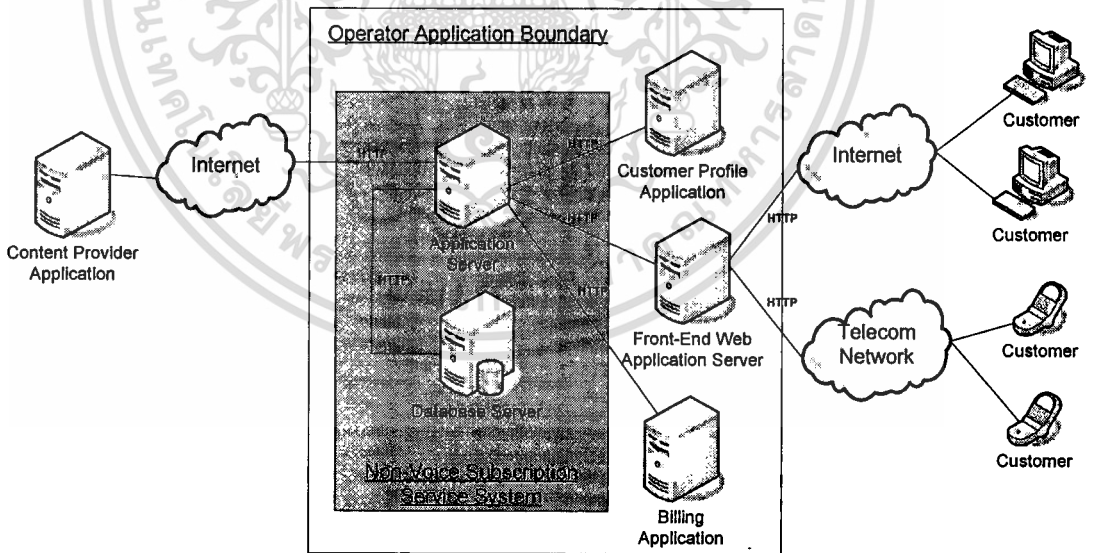 Operator Application Boundary
Content Provider
Application
Internet
HTTP
Application
Server
HTTP
Database Server
Non-Voice Subscription
Service System
HTTP
Customer Profile
Application
HTTP
Front-End Web
Application Server
HTTP
Billing
Application
HTTP
Internet
HTTP
Telecom
Network
Customer
Customer
Customer
Customer